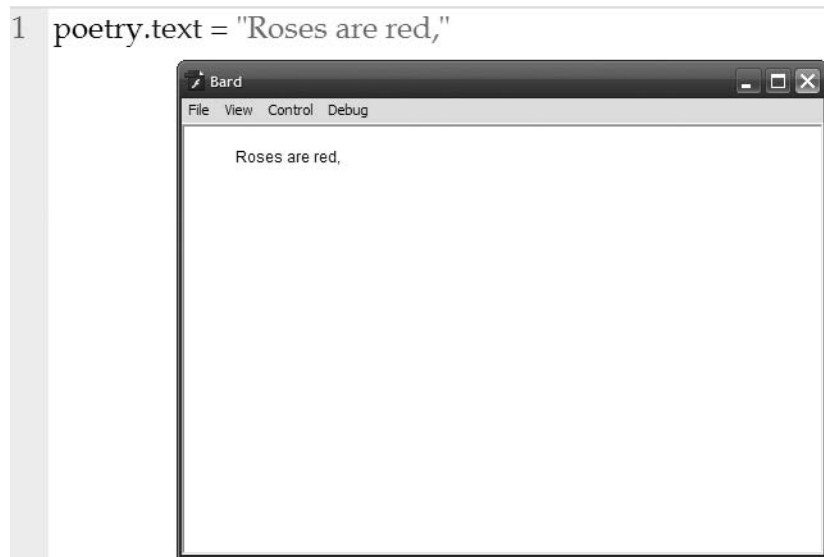 1 poetry.text = "Roses are red,"
Bard
File View Control Debug
Roses are red,